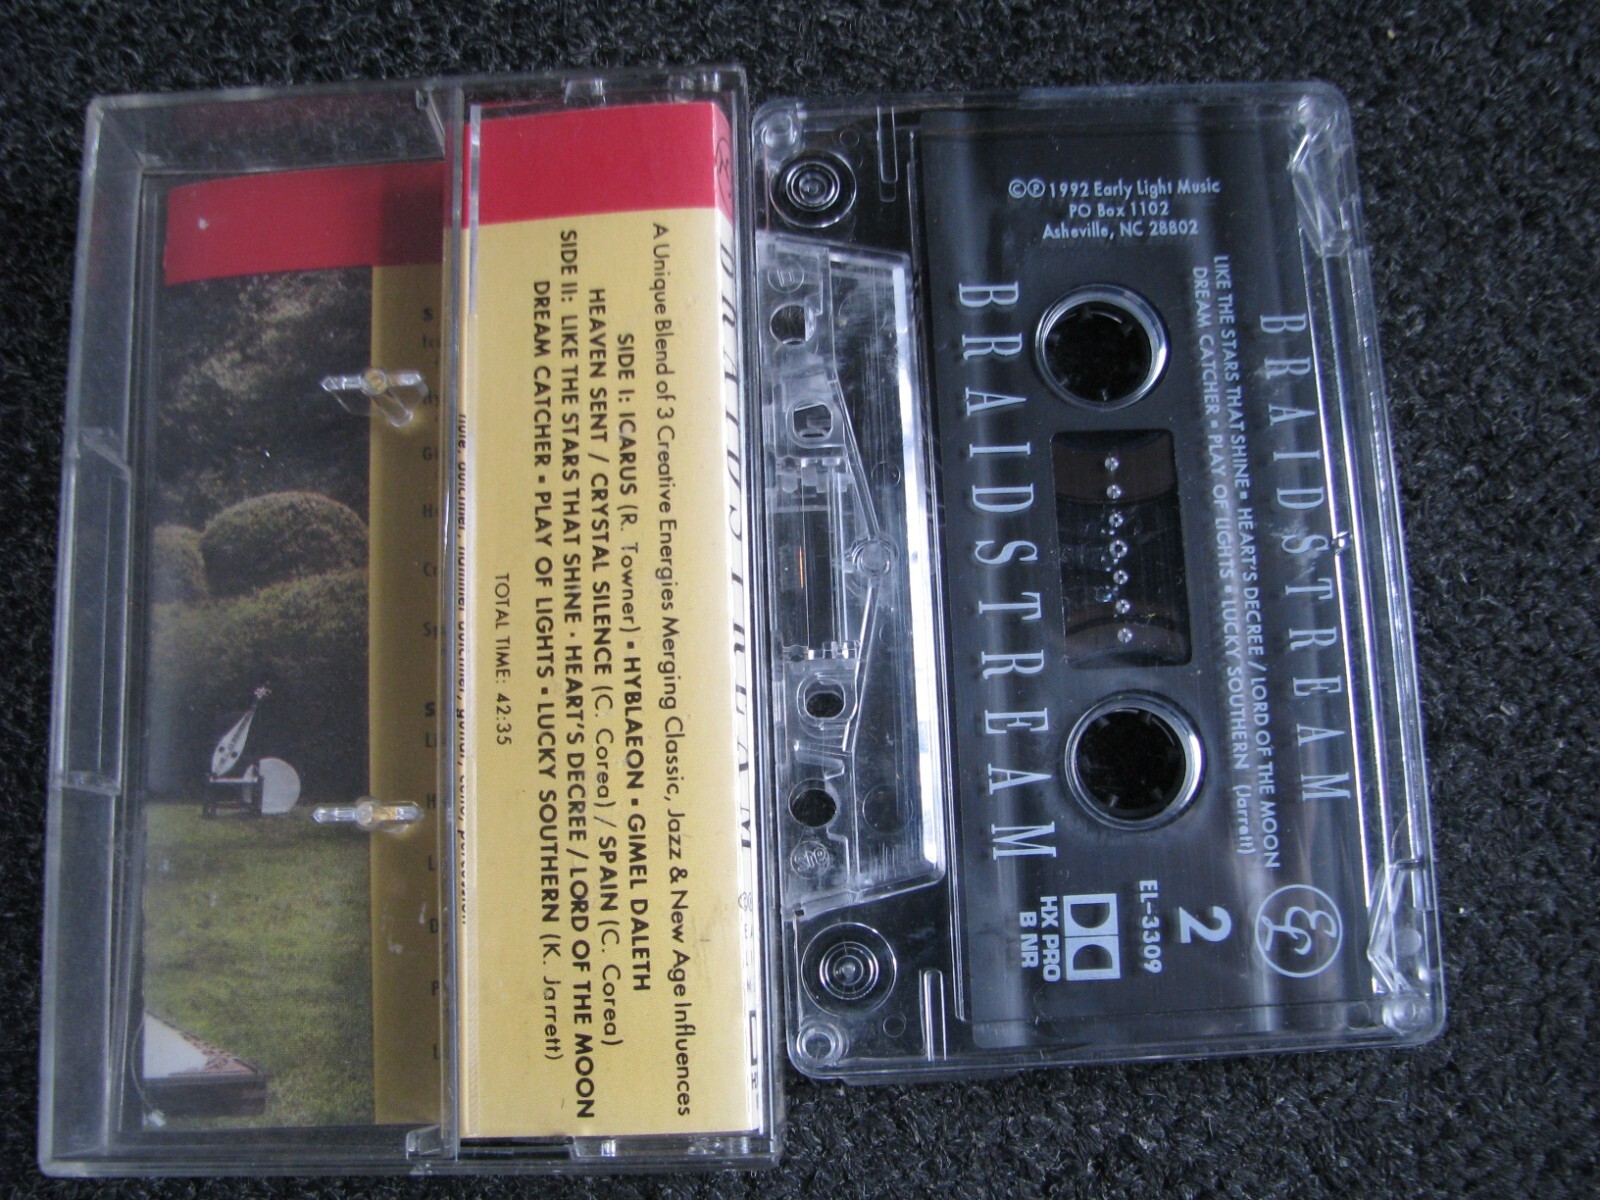 A Unique Blend of 3 Creative Energies Merging Classic, Jazz & New Age Influences
SIDE I: ICARUS (R. Towner) • HYBLAEON • GIMEL DALETH
HEAVEN SENT / CRYSTAL SILENCE (C. Corea) / SPAIN (C. Corea)
SIDE II: LIKE THE STARS THAT SHINE • HEART'S DECREE / LORD OF THE MOON
DREAM CATCHER • PLAY OF LIGHTS • LUCKY SOUTHERN (K. Jarrett)
TOTAL TIME: 42:35
BRAIDSTREAM
©℗ 1992 Early Light Music
PO Box 1102
Asheville, NC 28802
BRAIDSTREAM
LIKE THE STARS THAT SHINE • HEART'S DECREE / LORD OF THE MOON
DREAM CATCHER • PLAY OF LIGHTS • LUCKY SOUTHERN (Jarrett)
BRAIDSTREAM
EL
2
EL-3309
HX PRO
B NR